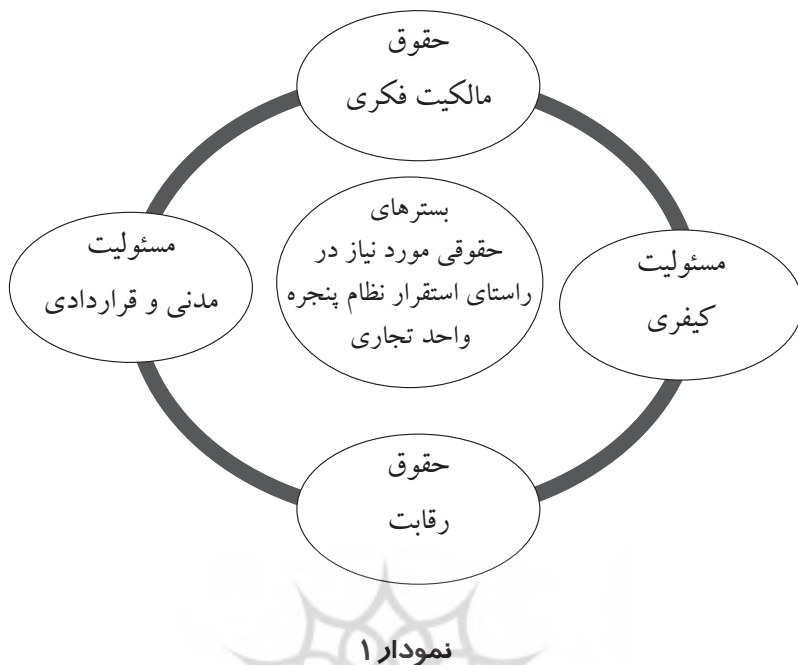 حقوق
مالکیت فکری
بسترهای
حقوقی مورد نیاز در
راستای استقرار نظام پنجره
واحد تجاری
مسئولیت
کیفری
مسئولیت
مدنی و قراردادی
حقوق
رقابت
نمودار ۱